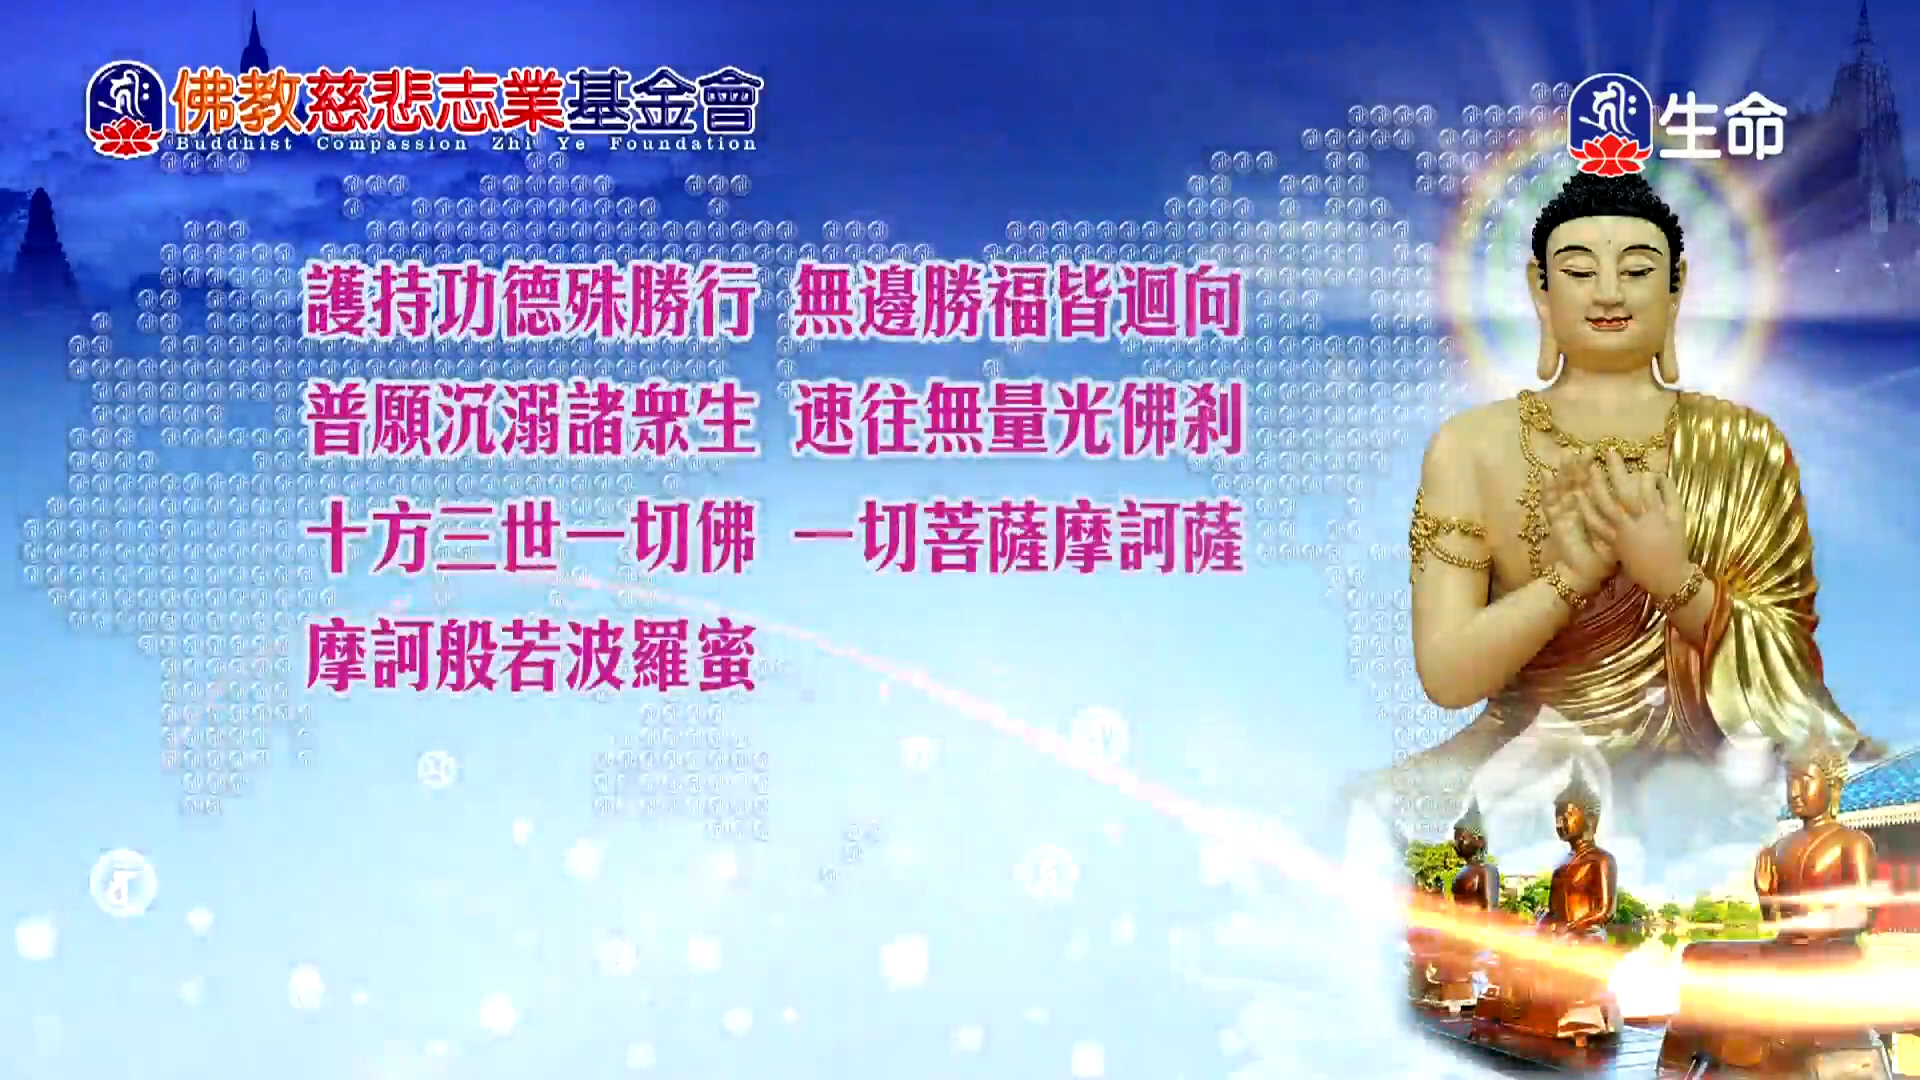 佛教慈悲志業基金會
Buddhist Compassion Zhi Ye Foundation
生命
護持功德殊勝行 無邊勝福皆迴向
普願沉溺諸眾生 速往無量光佛剎
十方三世一切佛 一切菩薩摩訶薩
摩訶般若波羅蜜